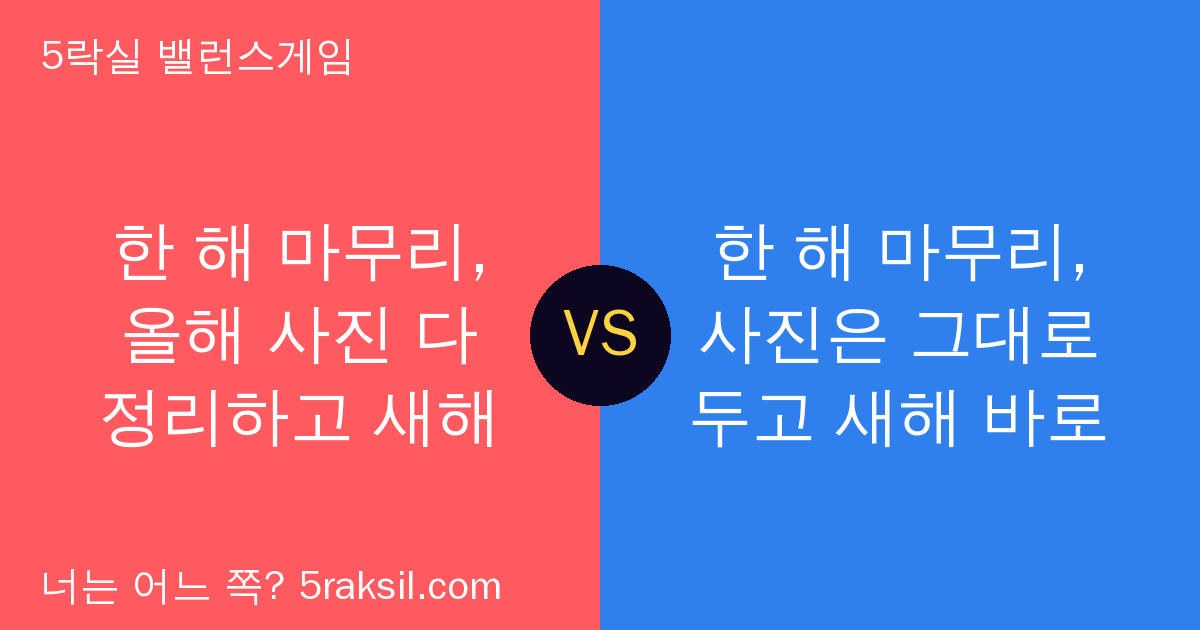 5락실 밸런스게임
한 해 마무리,
올해 사진 다
정리하고 새해
VS
한 해 마무리,
사진은 그대로
두고 새해 바로
너는 어느 쪽? 5raksil.com